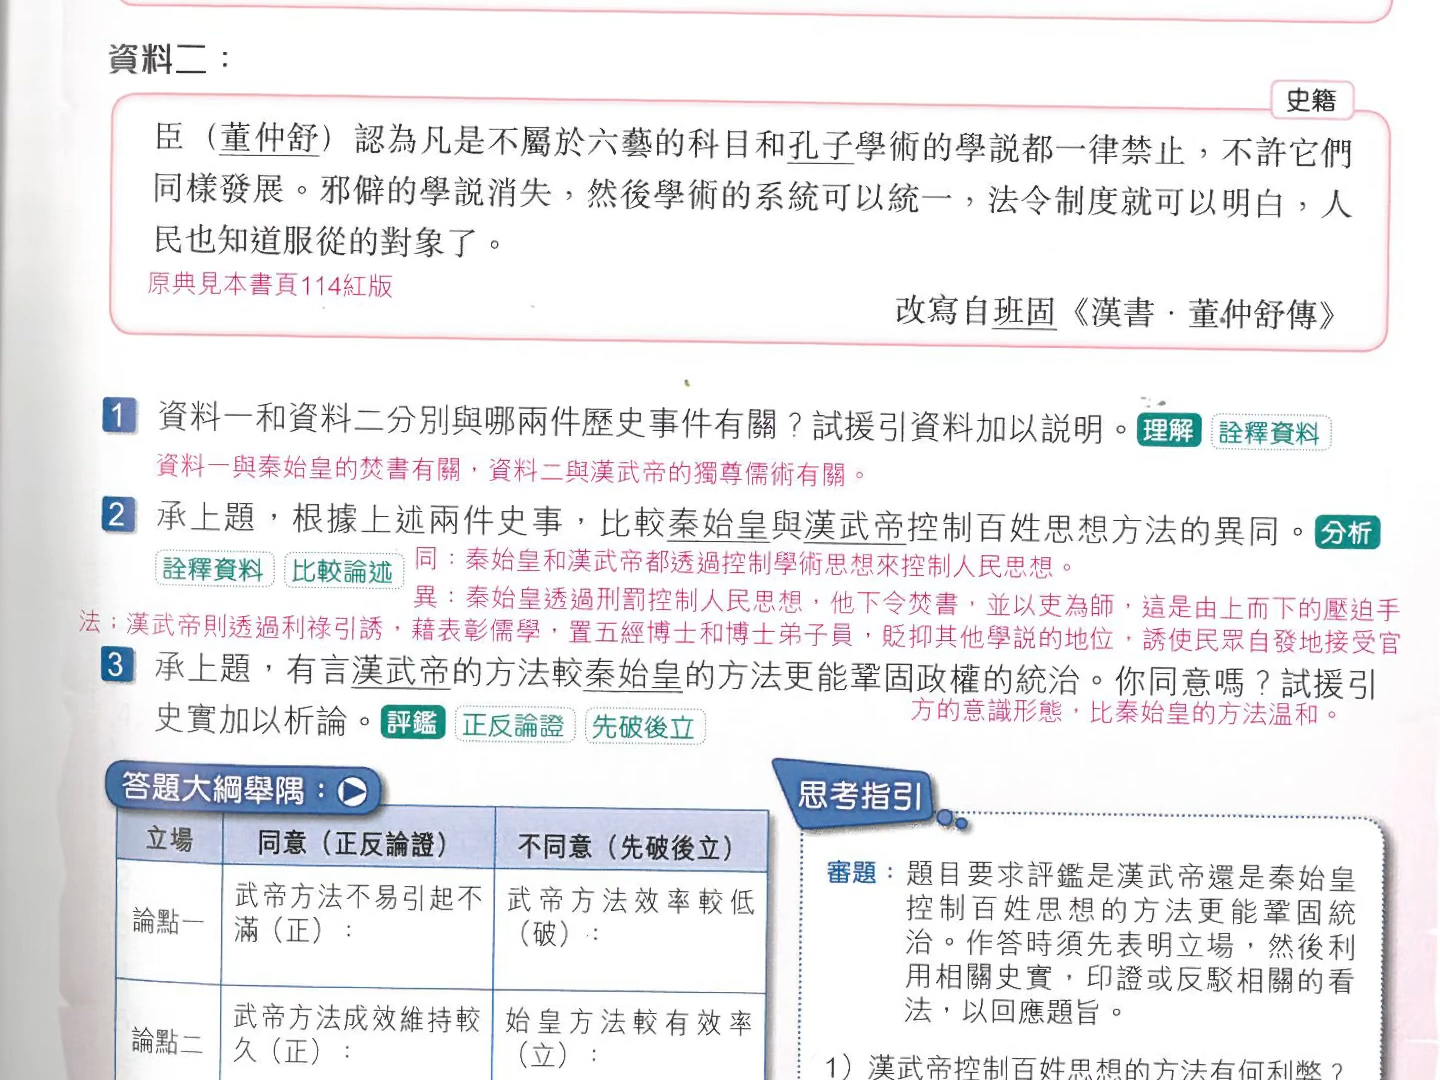 資料二：
史籍
臣（董仲舒）認為凡是不屬於六藝的科目和孔子學術的學說都一律禁止，不許它們
同樣發展。邪僻的學說消失，然後學術的系統可以統一，法令制度就可以明白，人
民也知道服從的對象了。
原典見本書頁114紅版
改寫自班固《漢書．董仲舒傳》
1 資料一和資料二分別與哪兩件歷史事件有關？試援引資料加以說明。理解 詮釋資料
資料一與秦始皇的焚書有關，資料二與漢武帝的獨尊儒術有關。
2 承上題，根據上述兩件史事，比較秦始皇與漢武帝控制百姓思想方法的異同。分析
詮釋資料 比較論述 同：秦始皇和漢武帝都透過控制學術思想來控制人民思想。
異：秦始皇透過刑罰控制人民思想，他下令焚書，並以吏為師，這是由上而下的壓迫手
法；漢武帝則透過利祿引誘，藉表彰儒學，置五經博士和博士弟子員，貶抑其他學說的地位，誘使民眾自發地接受官
3 承上題，有言漢武帝的方法較秦始皇的方法更能鞏固政權的統治。你同意嗎？試援引
方的意識形態，比秦始皇的方法溫和。
史實加以析論。評鑑 正反論證 先破後立
答題大綱舉隅：
立場 同意（正反論證） 不同意（先破後立）
論點一
武帝方法不易引起不
滿（正）：
武帝方法效率較低
（破）：
論點二
武帝方法成效維持較
久（正）：
始皇方法較有效率
（立）：
思考指引
審題：題目要求評鑑是漢武帝還是秦始皇
控制百姓思想的方法更能鞏固統
治。作答時須先表明立場，然後利
用相關史實，印證或反駁相關的看
法，以回應題旨。
1）漢武帝控制百姓思想的方法有何利弊？